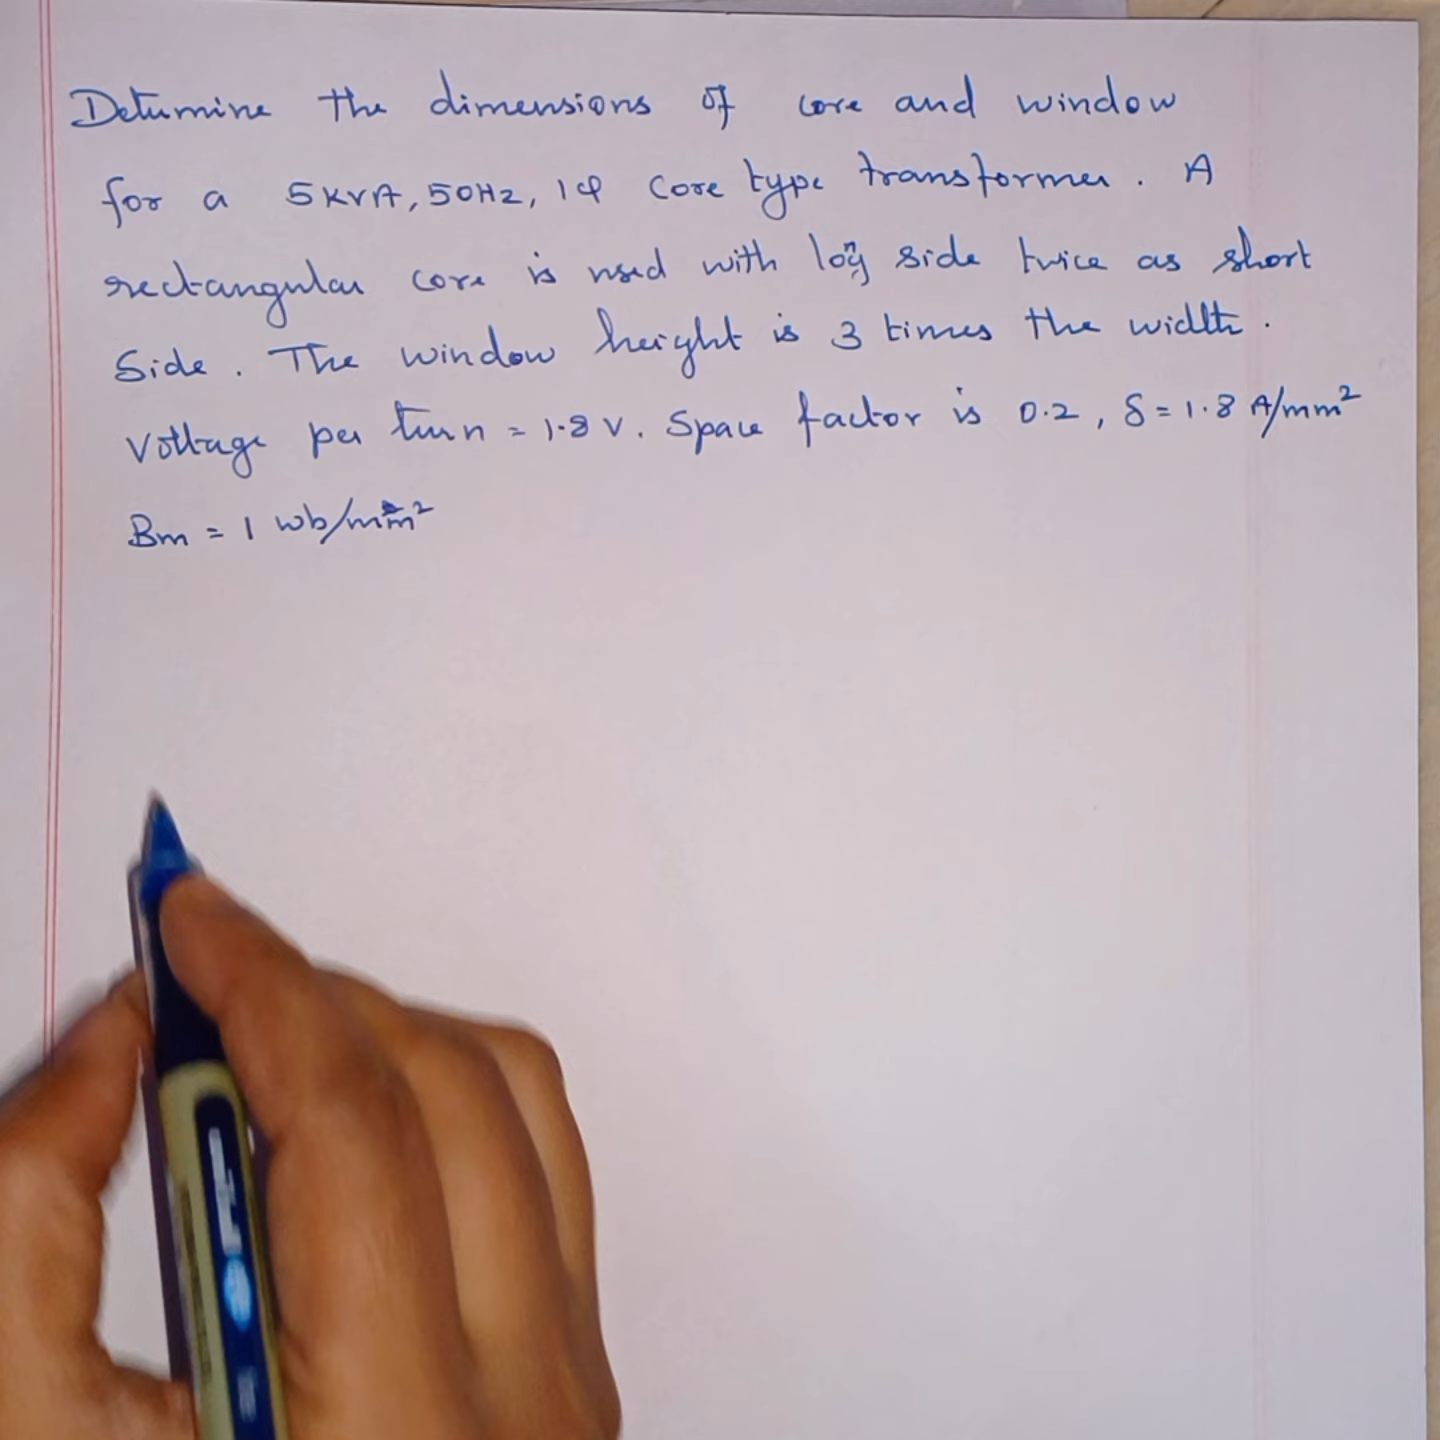 Determine the dimensions of core and window
for a 5KVA, 50HZ, 1φ core type transformer. A
rectangular core is used with long side twice as short
side. The window height is 3 times the width.
Voltage per turn = 1.8 V. Space factor is 0.2, δ = 1.8 A/mm²
Bm = 1 wb/m²